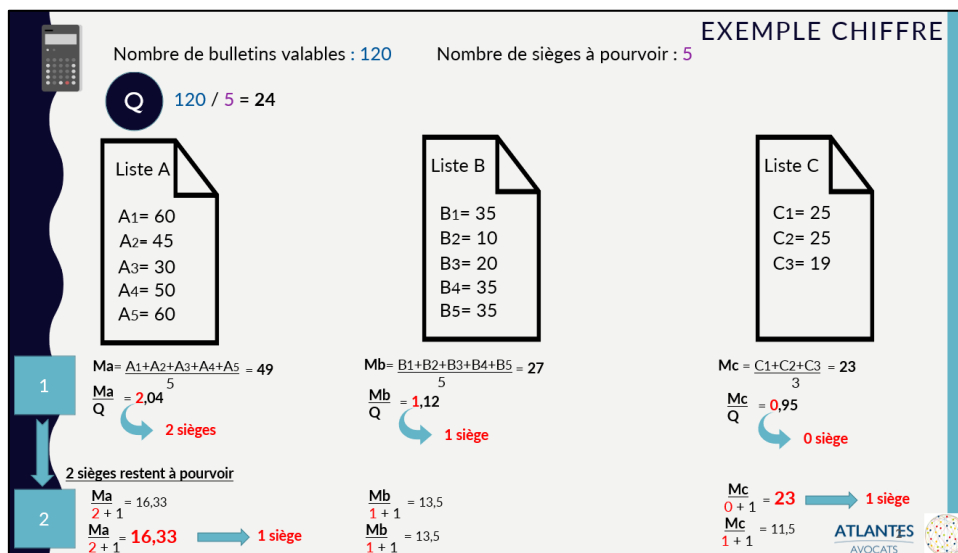 EXEMPLE CHIFFRE
Nombre de bulletins valables : 120
Nombre de sièges à pourvoir : 5
Q
120 / 5 = 24
Liste A
A1= 60
A2= 45
A3= 30
A4= 50
A5= 60
Liste B
B1= 35
B2= 10
B3= 20
B4= 35
B5= 35
Liste C
C1= 25
C2= 25
C3= 19
1
Ma= A1+A2+A3+A4+A5 = 49
5
Ma = 2,04
Q
2 sièges
Mb= B1+B2+B3+B4+B5 = 27
5
Mb = 1,12
Q
1 siège
Mc = C1+C2+C3 = 23
3
Mc = 0,95
Q
0 siège
2 sièges restent à pourvoir
2
Ma = 16,33
2 + 1
Ma = 16,33
2 + 1
1 siège
Mb = 13,5
1 + 1
Mb = 13,5
1 + 1
Mc = 23
0 + 1
1 siège
Mc = 11,5
1 + 1
ATLANTES
AVOCATS